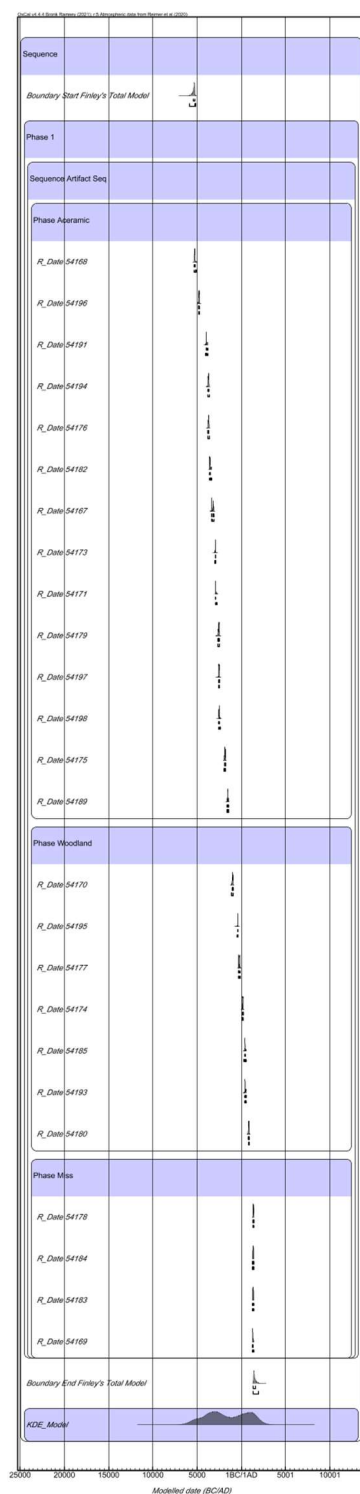 OxCal v4.4.4 Bronk Ramsey (2021); r:5 Atmospheric data from Reimer et al (2020)
Sequence
Boundary Start Finley's Total Model
Phase 1
Sequence Artifact Seq
Phase Aceramic
R_Date 54168
R_Date 54196
R_Date 54191
R_Date 54194
R_Date 54176
R_Date 54182
R_Date 54167
R_Date 54173
R_Date 54171
R_Date 54179
R_Date 54197
R_Date 54198
R_Date 54175
R_Date 54189
Phase Woodland
R_Date 54170
R_Date 54195
R_Date 54177
R_Date 54174
R_Date 54185
R_Date 54193
R_Date 54180
Phase Miss
R_Date 54178
R_Date 54184
R_Date 54183
R_Date 54169
Boundary End Finley's Total Model
KDE_Model
25000 20000 15000 10000 5000 1BC/1AD 5001 10001
Modelled date (BC/AD)